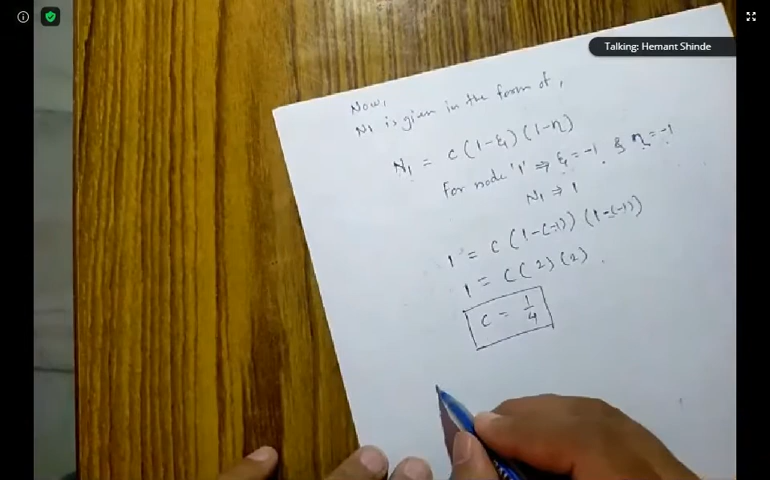 Talking: Hemant Shinde
Now,
N1 is given in the form of,
N1 = c(1-ξ)(1-η)
For node '1' ⇒ ξ = -1 & η = -1
N1 ⇒ 1
1 = c(1-(-1))(1-(-1))
1 = c(2)(2)
c = 1/4